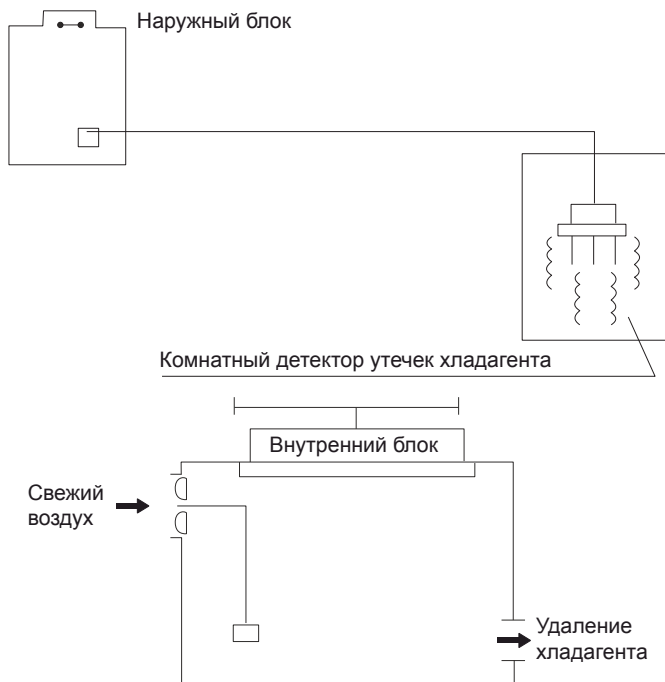 Наружный блок
Комнатный детектор утечек хладагента
Внутренний блок
Свежий
воздух
Удаление
хладагента